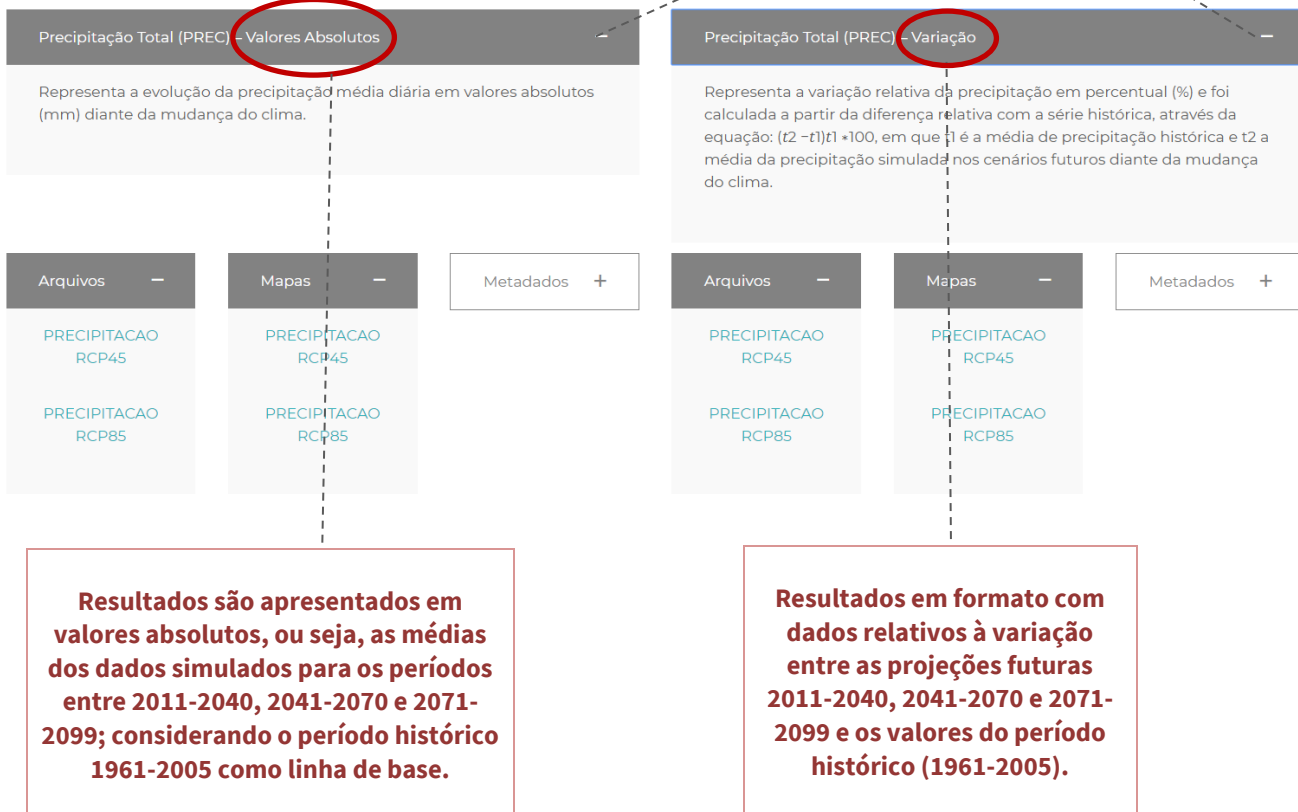 Precipitação Total (PREC) – Valores Absolutos
Representa a evolução da precipitação média diária em valores absolutos
(mm) diante da mudança do clima.
Arquivos –
Mapas –
Metadados +
PRECIPITACAO
RCP45
PRECIPITACAO
RCP85
PRECIPITACAO
RCP45
PRECIPITACAO
RCP85
Resultados são apresentados em
valores absolutos, ou seja, as médias
dos dados simulados para os períodos
entre 2011-2040, 2041-2070 e 2071-
2099; considerando o período histórico
1961-2005 como linha de base.
Precipitação Total (PREC) – Variação –
Representa a variação relativa da precipitação em percentual (%) e foi
calculada a partir da diferença relativa com a série histórica, através da
equação: (t2 −t1)t1 ∗100, em que t1 é a média de precipitação histórica e t2 a
média da precipitação simulada nos cenários futuros diante da mudança
do clima.
Arquivos –
Mapas –
Metadados +
PRECIPITACAO
RCP45
PRECIPITACAO
RCP85
PRECIPITACAO
RCP45
PRECIPITACAO
RCP85
Resultados em formato com
dados relativos à variação
entre as projeções futuras
2011-2040, 2041-2070 e 2071-
2099 e os valores do período
histórico (1961-2005).